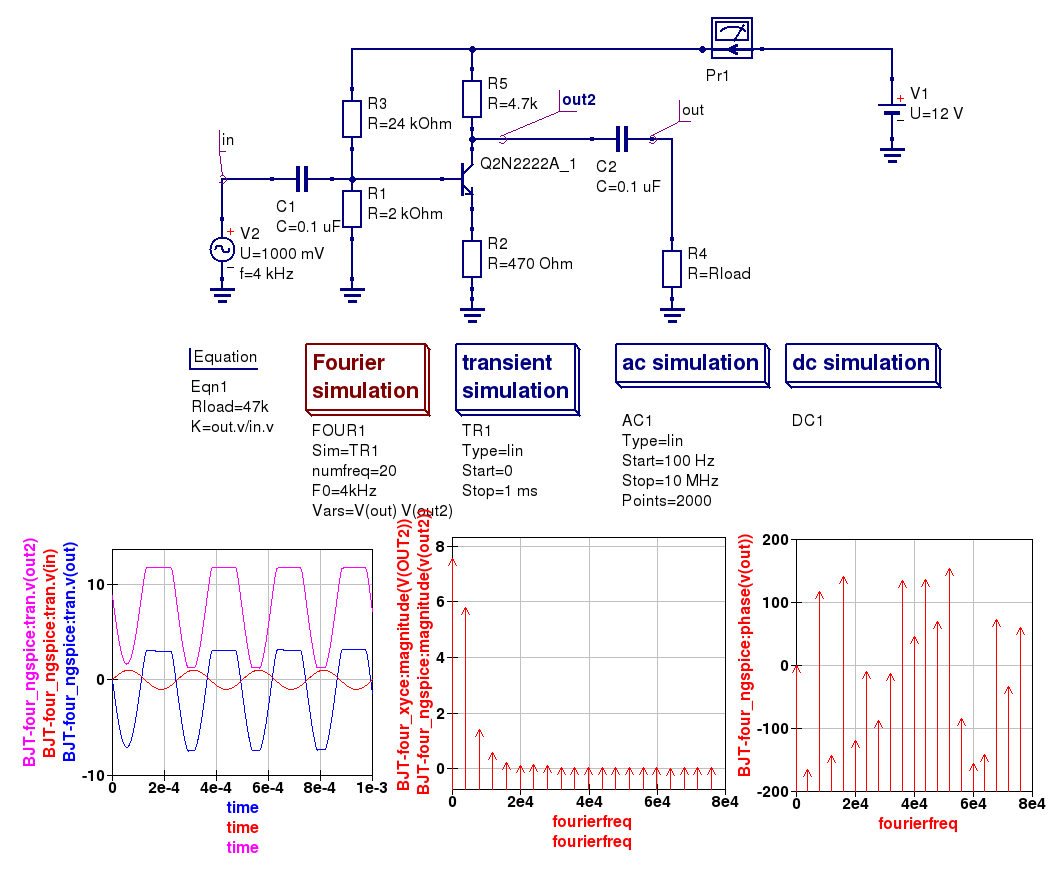 Pr1
V1
U=12 V
R3
R=24 kOhm
R5
R=4.7k
out2
out
in
Q2N2222A_1
C2
C=0.1 uF
C1
C=0.1 uF
R1
R=2 kOhm
V2
U=1000 mV
f=4 kHz
R2
R=470 Ohm
R4
R=Rload
Equation
Eqn1
Rload=47k
K=out.v/in.v
Fourier
simulation
FOUR1
Sim=TR1
numfreq=20
F0=4kHz
Vars=V(out) V(out2)
transient
simulation
TR1
Type=lin
Start=0
Stop=1 ms
ac simulation
AC1
Type=lin
Start=100 Hz
Stop=10 MHz
Points=2000
dc simulation
DC1
BJT-four_ngspice:tran.v(out2)
BJT-four_ngspice:tran.v(in)
BJT-four_ngspice:tran.v(out)
10
0
-10
0 2e-4 4e-4 6e-4 8e-4 1e-3
time
time
time
BJT-four_xyce:magnitude(V(OUT2))
BJT-four_ngspice:magnitude(v(out2))
8
6
4
2
0
0 2e4 4e4 6e4 8e4
fourierfreq
fourierfreq
BJT-four_ngspice:phase(v(out))
200
100
0
-100
-200
0 2e4 4e4 6e4 8e4
fourierfreq